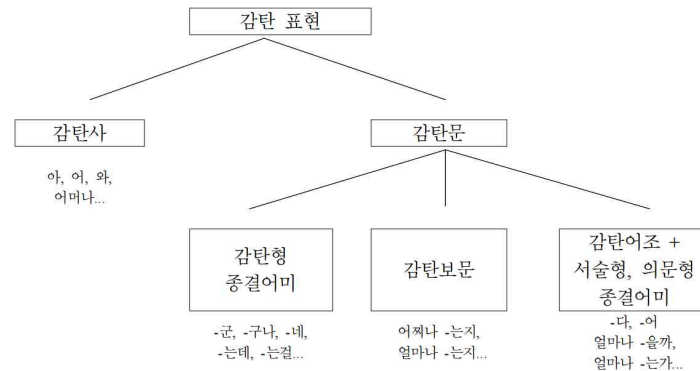 감탄 표현
감탄사
감탄문
아, 어, 와,
어머나...
감탄형
종결어미
감탄보문
감탄어조 +
서술형, 의문형
종결어미
-군, -구나, -네,
-는데, -는걸...
어찌나 -는지,
얼마나 -는지...
-다, -어
얼마나 -을까,
얼마나 -는가...